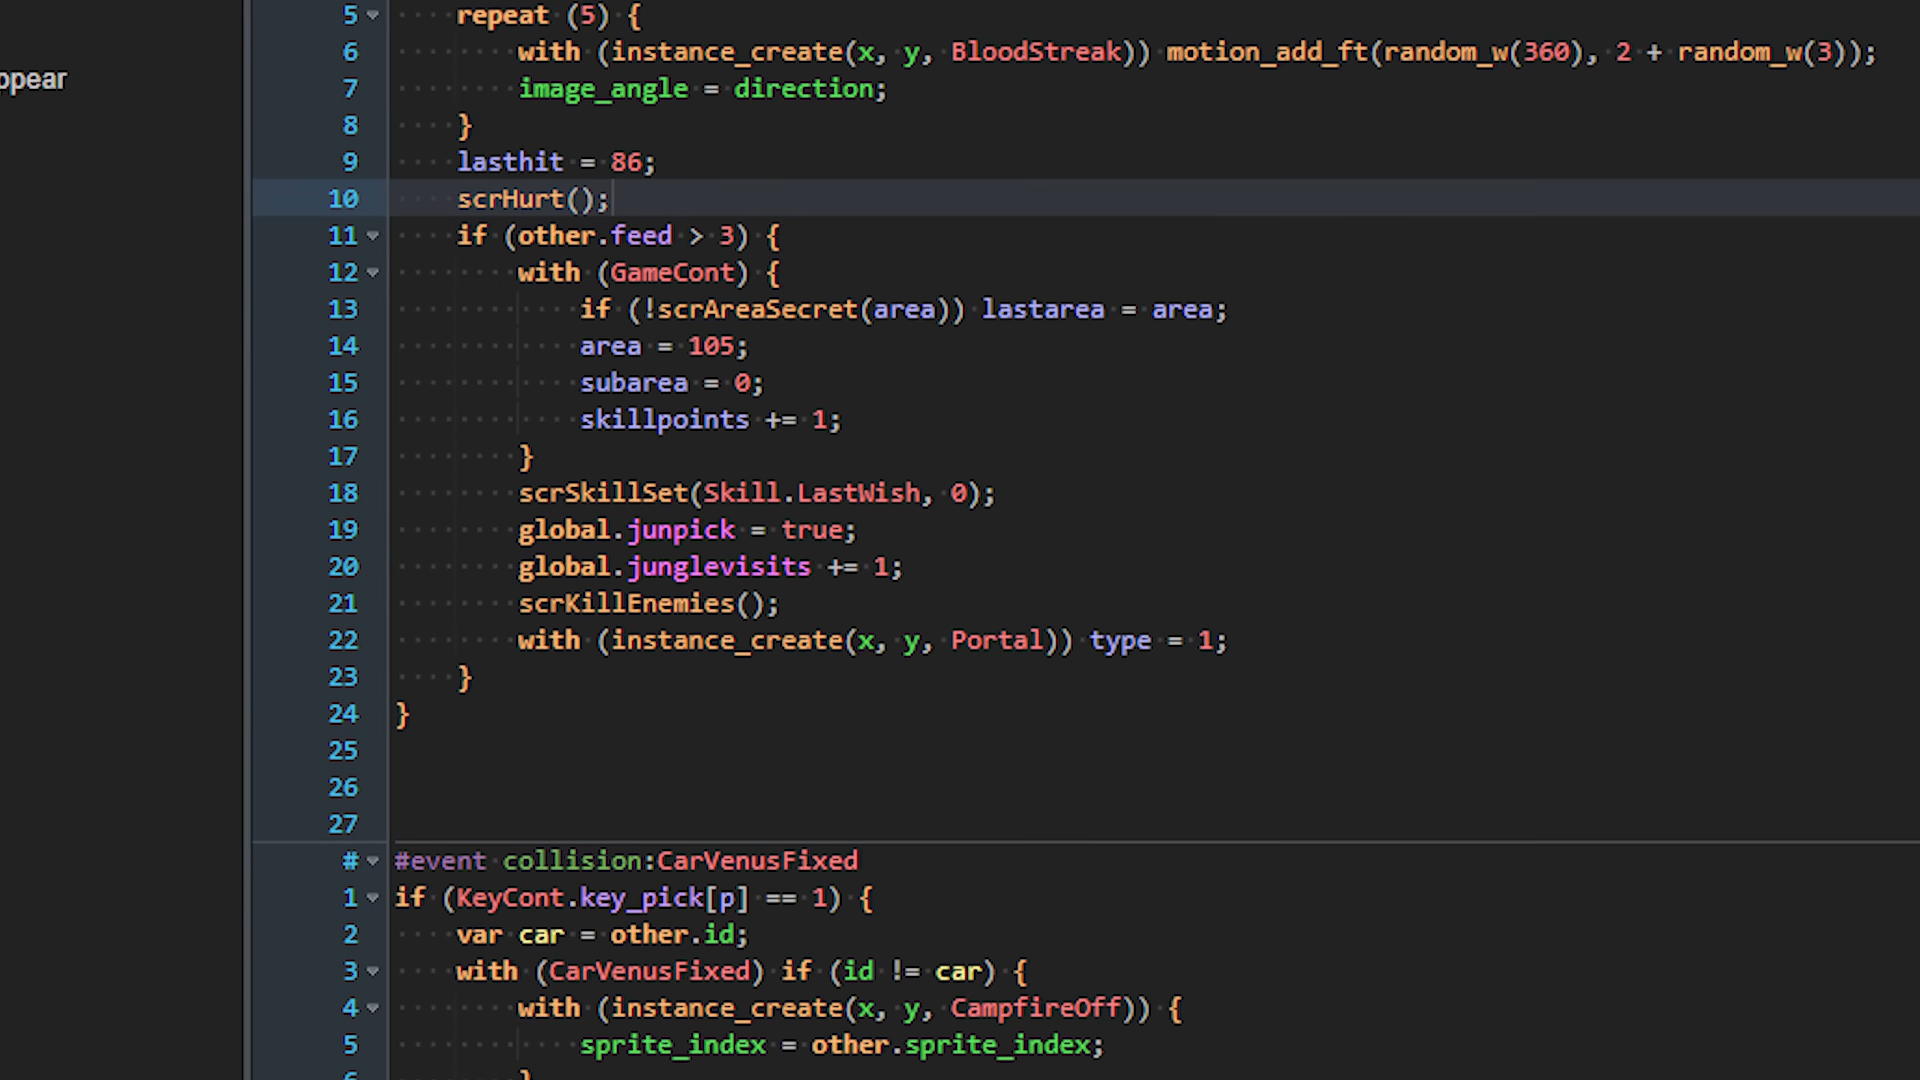 ppear
5 repeat (5) {
6 with (instance_create(x, y, BloodStreak)) motion_add_ft(random_w(360), 2 + random_w(3));
7 image_angle = direction;
8 }
9 lasthit = 86;
10 scrHurt();
11 if (other.feed > 3) {
12 with (GameCont) {
13 if (!scrAreaSecret(area)) lastarea = area;
14 area = 105;
15 subarea = 0;
16 skillpoints += 1;
17 }
18 scrSkillSet(Skill.LastWish, 0);
19 global.junpick = true;
20 global.junglevisits += 1;
21 scrKillEnemies();
22 with (instance_create(x, y, Portal)) type = 1;
23 }
24 }
25
26
27
# #event collision:CarVenusFixed
1 if (KeyCont.key_pick[p] == 1) {
2 var car = other.id;
3 with (CarVenusFixed) if (id != car) {
4 with (instance_create(x, y, CampfireOff)) {
5 sprite_index = other.sprite_index;
6 }